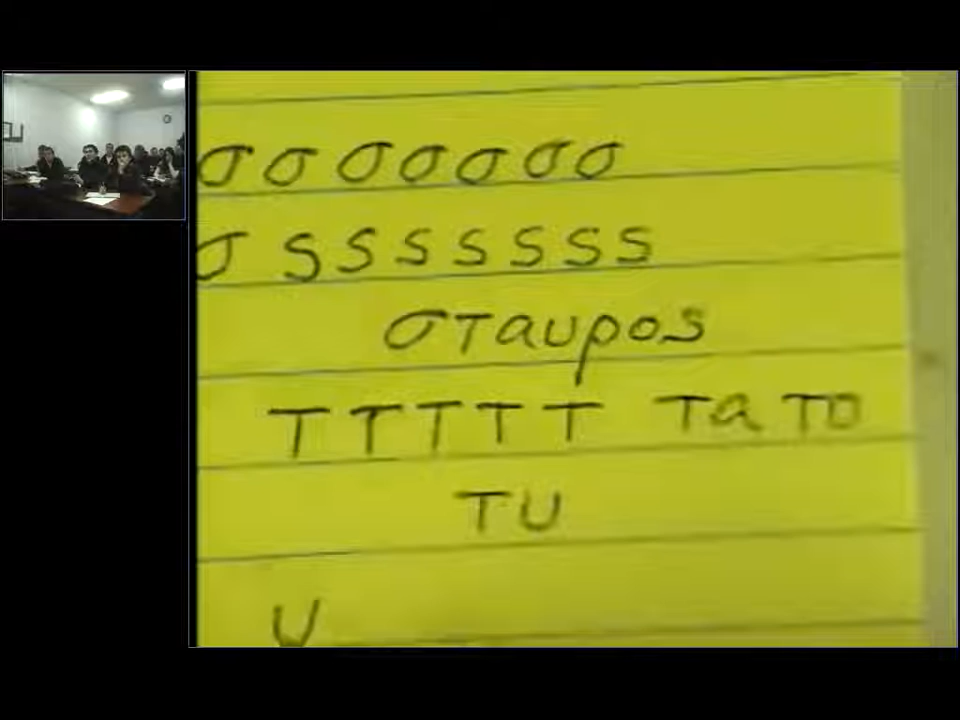 σ σ σ σ σ σ σ
σ ς ς ς ς ς ς ς
σταυρος
τ τ τ τ τ τα το
τυ
υ